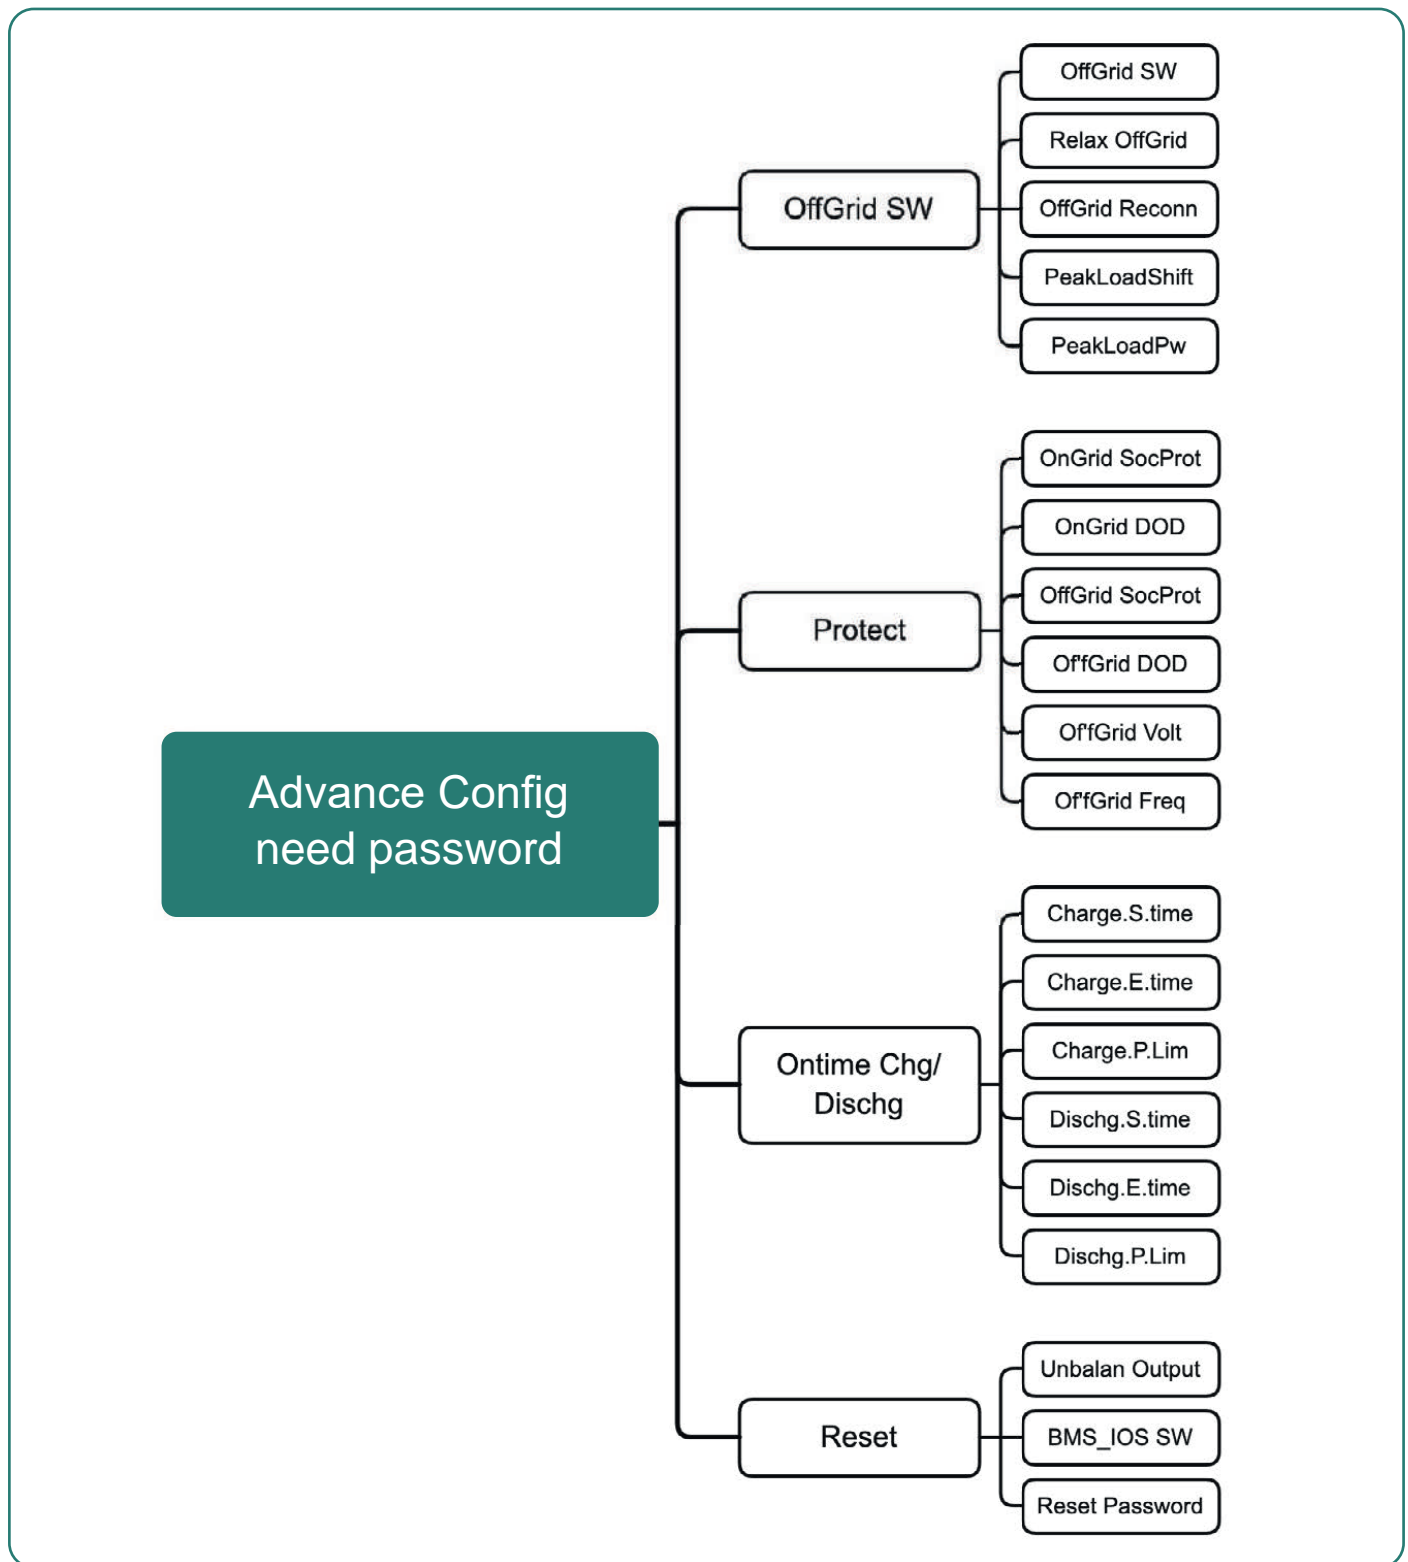 Advance Config
need password
OffGrid SW
OffGrid SW
Relax OffGrid
OffGrid Reconn
PeakLoadShift
PeakLoadPw
Protect
OnGrid SocProt
OnGrid DOD
OffGrid SocProt
Of'fGrid DOD
Of'fGrid Volt
Of'fGrid Freq
Ontime Chg/
Dischg
Charge.S.time
Charge.E.time
Charge.P.Lim
Dischg.S.time
Dischg.E.time
Dischg.P.Lim
Reset
Unbalan Output
BMS_IOS SW
Reset Password